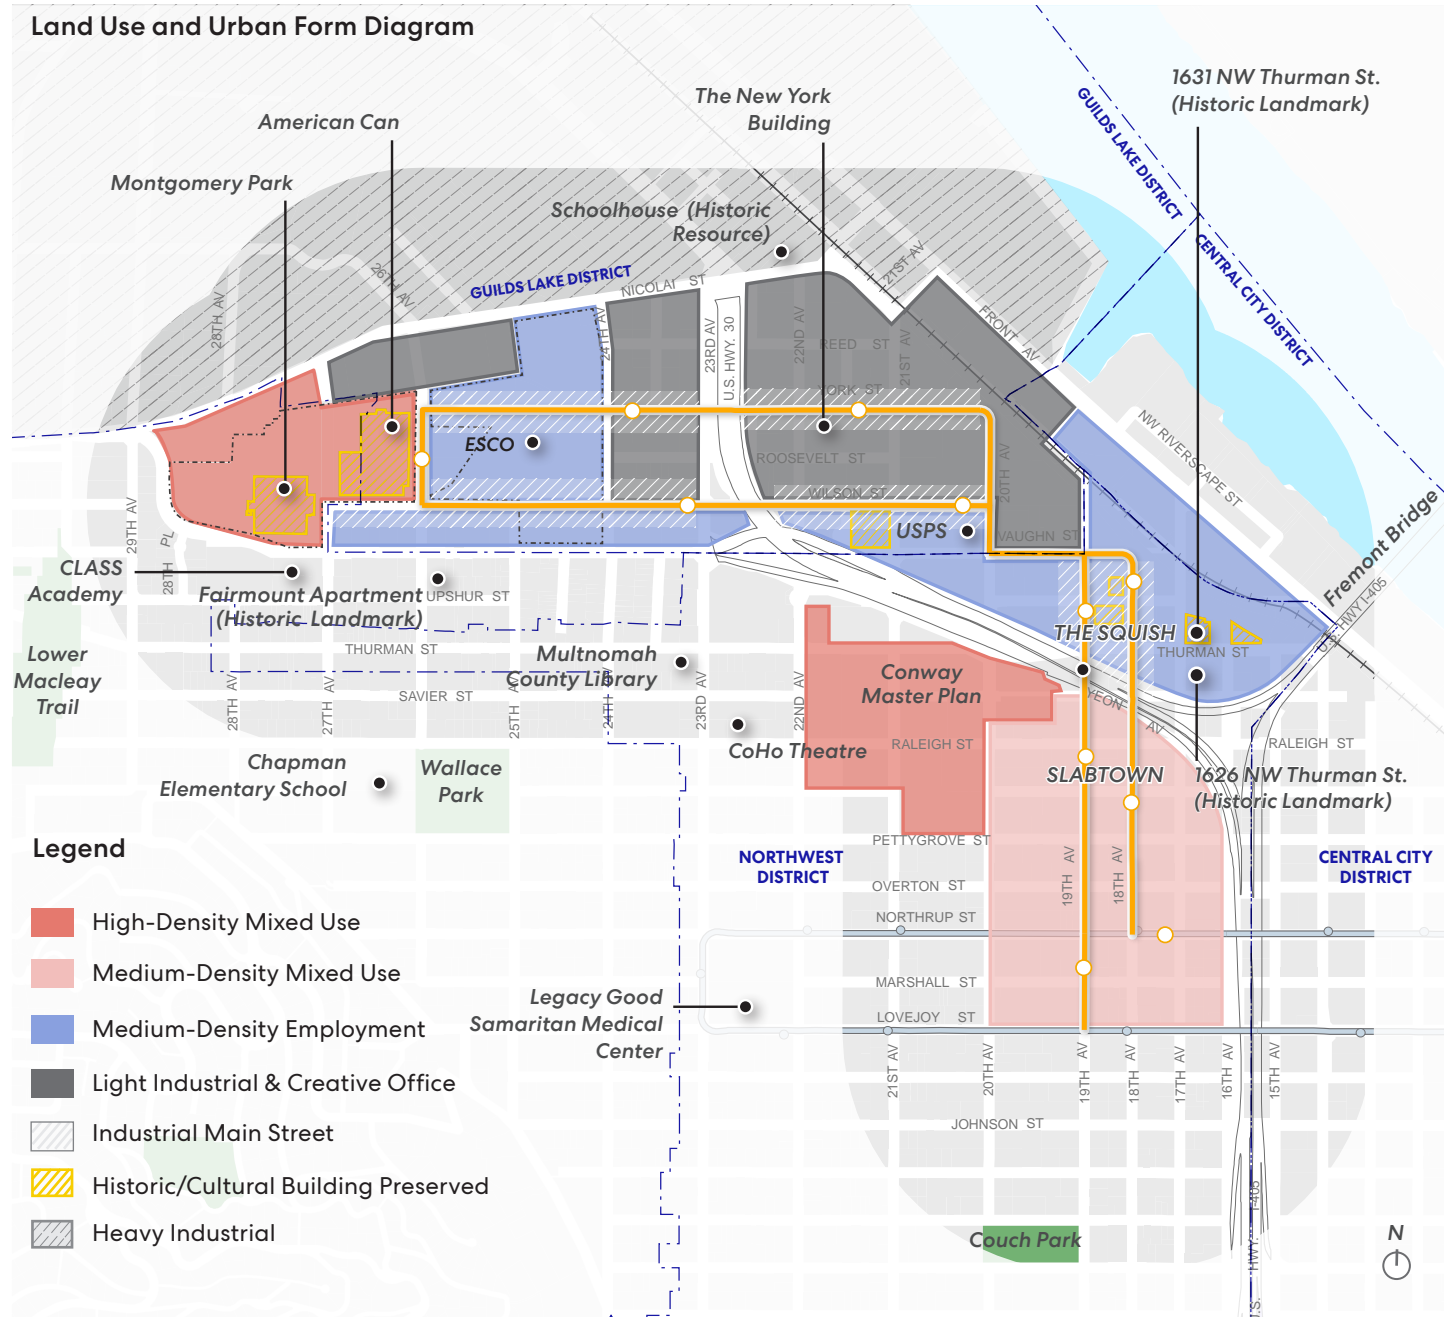 Land Use and Urban Form Diagram
1631 NW Thurman St.
(Historic Landmark)
The New York
Building
American Can
Montgomery Park
Schoolhouse (Historic
Resource)
GUILDS LAKE DISTRICT
CENTRAL CITY DISTRICT
GUILDS LAKE DISTRICT
NICOLAI ST
26TH AV
28TH AV
24TH AV
23RD AV
U.S. HWY. 30
22ND AV
REED ST
21ST AV
21ST AV
FRONT AV
YORK ST
ESCO
ROOSEVELT ST
WILSON ST
20TH AV
NW RIVERSCAPE ST
USPS
VAUGHN ST
29TH AV
28TH PL
CLASS
Academy
Fairmount Apartment
(Historic Landmark)
UPSHUR ST
THURMAN ST
Multnomah
County Library
SAVIER ST
Lower
Macleay
Trail
28TH AV
27TH AV
25TH AV
24TH AV
23RD AV
22ND AV
THE SQUISH
THURMAN ST
Fremont Bridge
U.S. HWY I-405
Conway
Master Plan
YEON AV
RALEIGH ST
RALEIGH ST
CoHo Theatre
SLABTOWN
1626 NW Thurman St.
(Historic Landmark)
Chapman
Elementary School
Wallace
Park
PETTYGROVE ST
NORTHWEST
DISTRICT
CENTRAL CITY
DISTRICT
OVERTON ST
NORTHRUP ST
19TH AV
18TH AV
MARSHALL ST
LOVEJOY ST
Legacy Good
Samaritan Medical
Center
21ST AV
20TH AV
19TH AV
18TH AV
17TH AV
16TH AV
15TH AV
JOHNSON ST
U.S. HWY. I-405
Couch Park
N
Legend
High-Density Mixed Use
Medium-Density Mixed Use
Medium-Density Employment
Light Industrial & Creative Office
Industrial Main Street
Historic/Cultural Building Preserved
Heavy Industrial